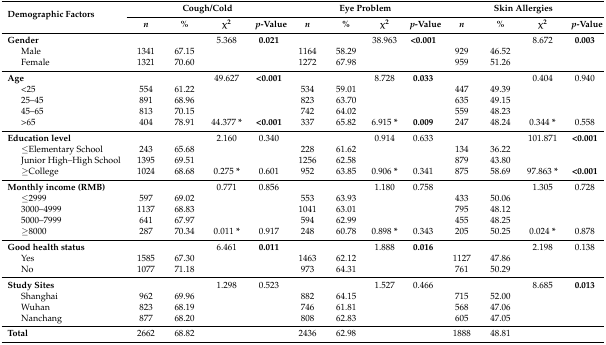 Demographic Factors Cough/Cold Eye Problem Skin Allergies
n % χ² p-Value n % χ² p-Value n % χ² p-Value
Gender 5.368 0.021 38.963 <0.001 8.672 0.003
Male 1341 67.15 1164 58.29 929 46.52
Female 1321 70.60 1272 67.98 959 51.26
Age 49.627 <0.001 8.728 0.033 0.404 0.940
<25 554 61.22 534 59.01 447 49.39
25–45 891 68.96 823 63.70 635 49.15
45–65 813 70.15 742 64.02 559 48.23
>65 404 78.91 44.377 * <0.001 337 65.82 6.915 * 0.009 247 48.24 0.344 * 0.558
Education level 2.160 0.340 0.914 0.633 101.871 <0.001
≤Elementary School 243 65.68 228 61.62 134 36.22
Junior High–High School 1395 69.51 1256 62.58 879 43.80
≥College 1024 68.68 0.275 * 0.601 952 63.85 0.906 * 0.341 875 58.69 97.863 * <0.001
Monthly income (RMB) 0.771 0.856 1.180 0.758 1.305 0.728
≤2999 597 69.02 553 63.93 433 50.06
3000–4999 1137 68.83 1041 63.01 795 48.12
5000–7999 641 67.97 594 62.99 455 48.25
≥8000 287 70.34 0.011 * 0.917 248 60.78 0.898 * 0.343 205 50.25 0.024 * 0.878
Good health status 6.461 0.011 1.888 0.016 2.198 0.138
Yes 1585 67.30 1463 62.12 1127 47.86
No 1077 71.18 973 64.31 761 50.29
Study Sites 1.298 0.523 1.527 0.466 8.685 0.013
Shanghai 962 69.96 882 64.15 715 52.00
Wuhan 823 68.19 746 61.81 568 47.06
Nanchang 877 68.20 808 62.83 605 47.05
Total 2662 68.82 2436 62.98 1888 48.81